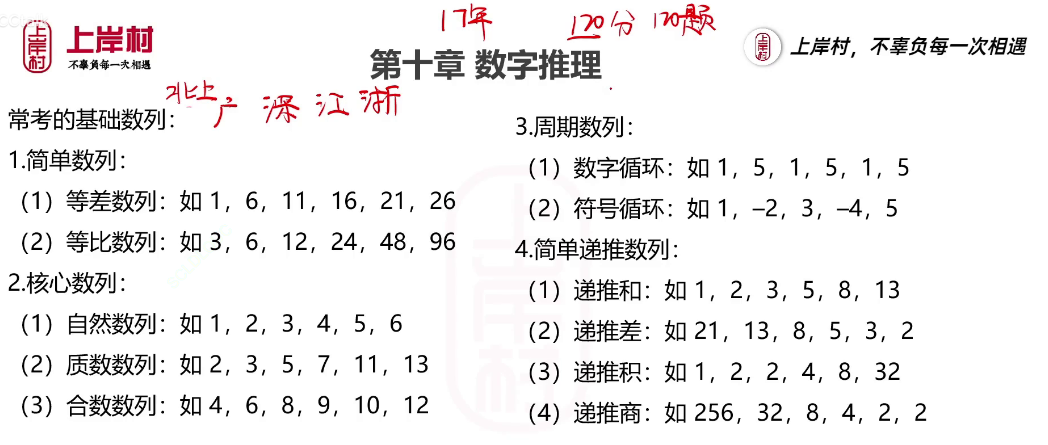 17年 120分 120题
上岸村
不辜负每一次相遇
第十章 数字推理
上岸村，不辜负每一次相遇
北上广深江浙
常考的基础数列：
1.简单数列：
（1）等差数列：如 1，6，11，16，21，26
（2）等比数列：如 3，6，12，24，48，96
2.核心数列：
（1）自然数列：如 1，2，3，4，5，6
（2）质数数列：如 2，3，5，7，11，13
（3）合数数列：如 4，6，8，9，10，12
3.周期数列：
（1）数字循环：如 1，5，1，5，1，5
（2）符号循环：如 1，–2，3，–4，5
4.简单递推数列：
（1）递推和：如 1，2，3，5，8，13
（2）递推差：如 21，13，8，5，3，2
（3）递推积：如 1，2，2，4，8，32
（4）递推商：如 256，32，8，4，2，2